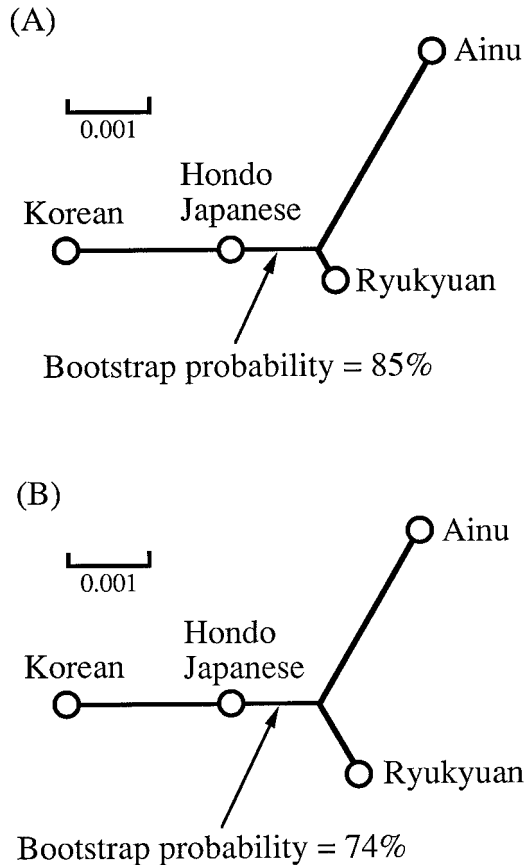 (A)
Ainu
0.001
Hondo
Japanese
Korean
Ryukyuan
Bootstrap probability = 85%
(B)
Ainu
0.001
Hondo
Japanese
Korean
Ryukyuan
Bootstrap probability = 74%